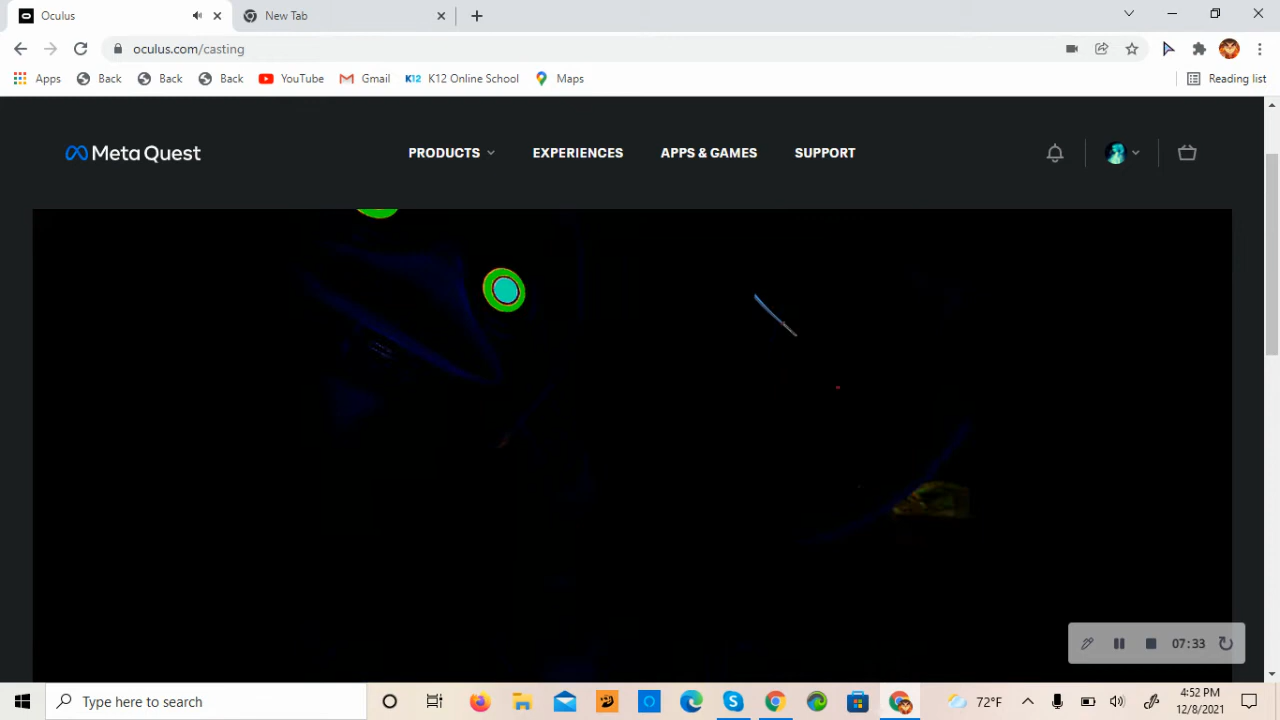 Oculus
New Tab
oculus.com/casting
Apps
Back
Back
Back
YouTube
Gmail
K12 K12 Online School
Maps
Reading list
Meta Quest
PRODUCTS
EXPERIENCES
APPS & GAMES
SUPPORT
07:33
Type here to search
72°F
4:52 PM
12/8/2021